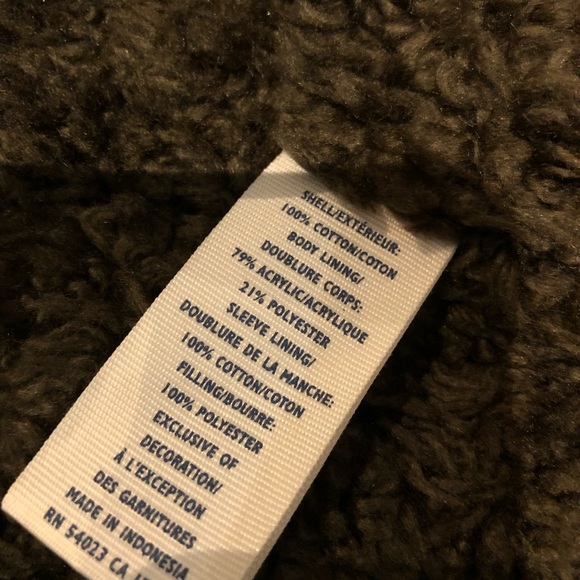 SHELL/EXTÉRIEUR:
100% COTTON/COTON
BODY LINING/
DOUBLURE CORPS:
79% ACRYLIC/ACRYLIQUE
21% POLYESTER
SLEEVE LINING/
DOUBLURE DE LA MANCHE:
100% COTTON/COTON
FILLING/BOURRE:
100% POLYESTER
EXCLUSIVE OF
DECORATION/
À L'EXCEPTION
DES GARNITURES
MADE IN INDONESIA
RN 54023 CA